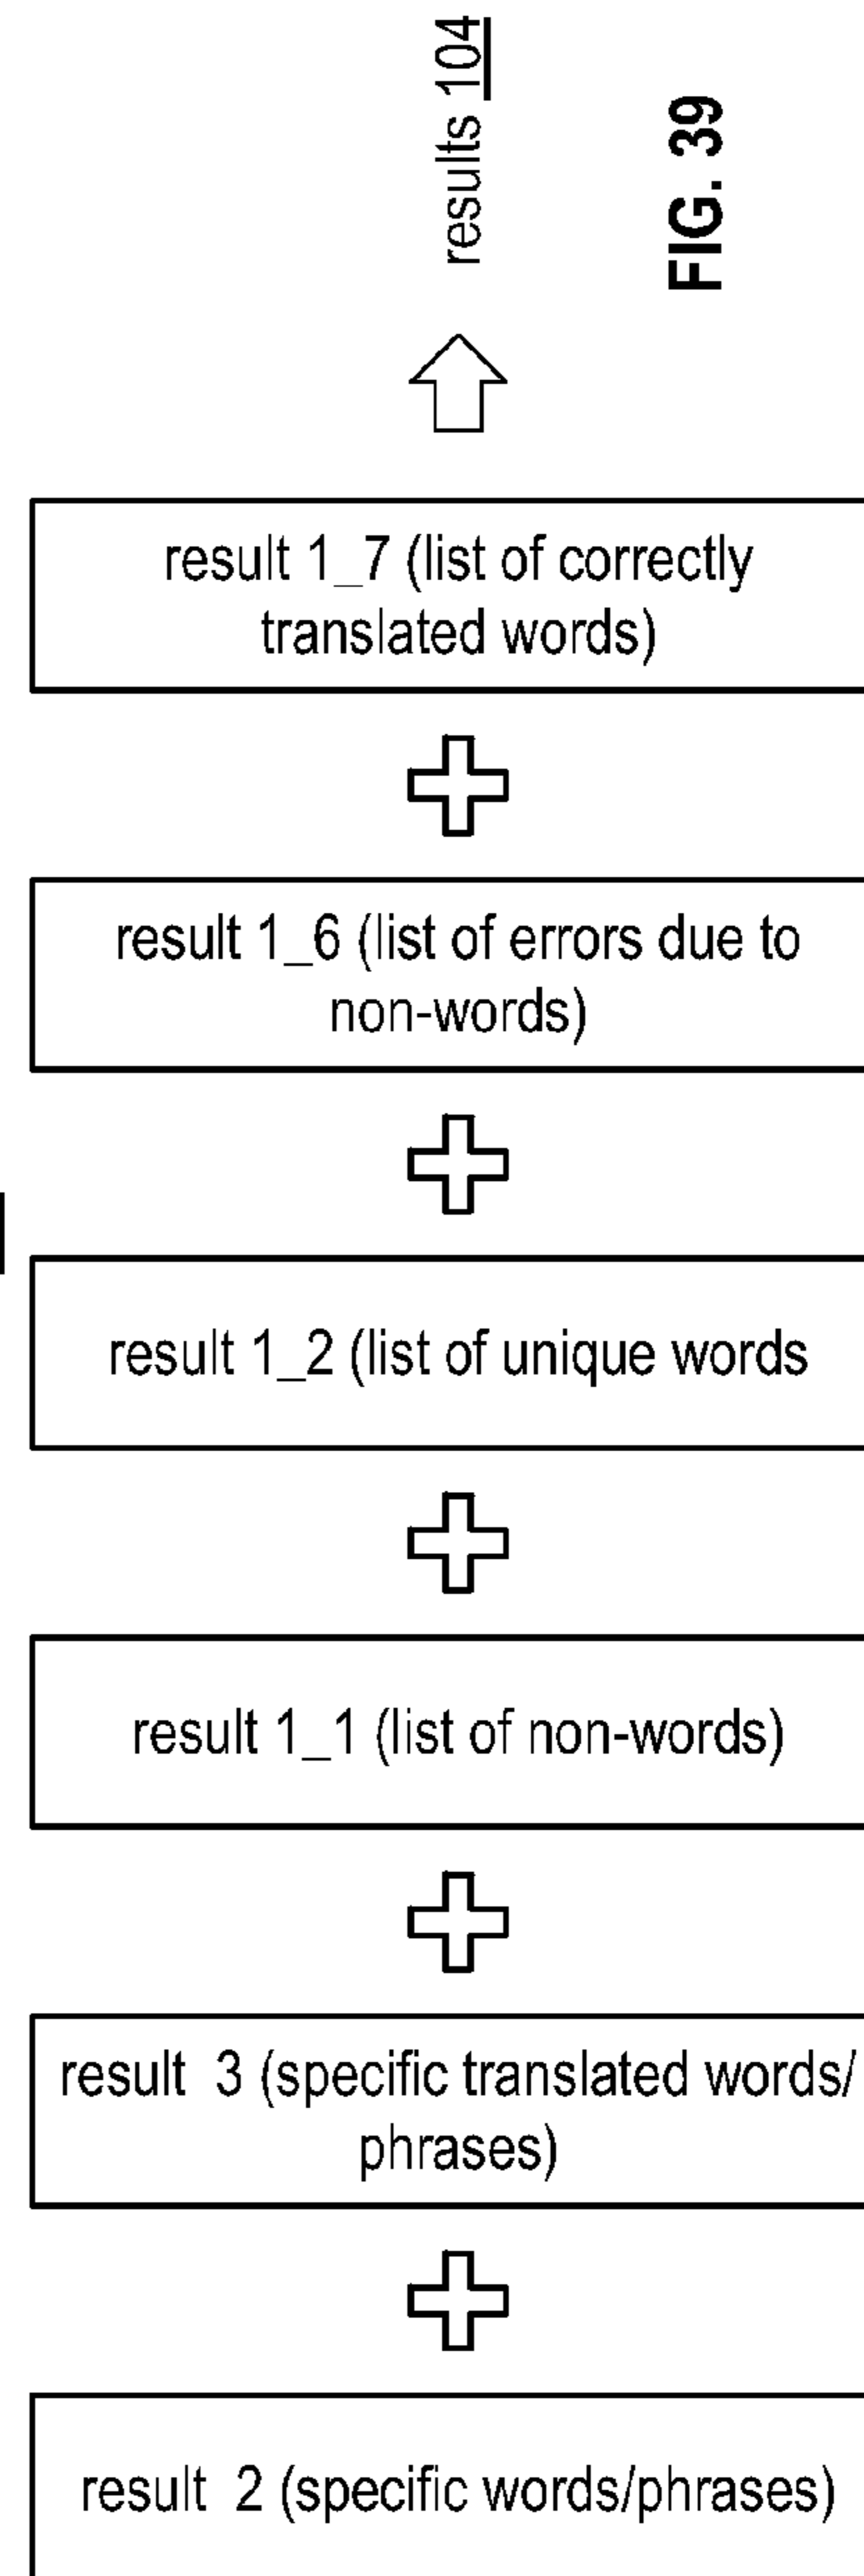 results 104
FIG. 39
result 1_7 (list of correctly
translated words)
result 1_6 (list of errors due to
non-words)
result 1_2 (list of unique words
result 1_1 (list of non-words)
result 3 (specific translated words/
phrases)
result 2 (specific words/phrases)